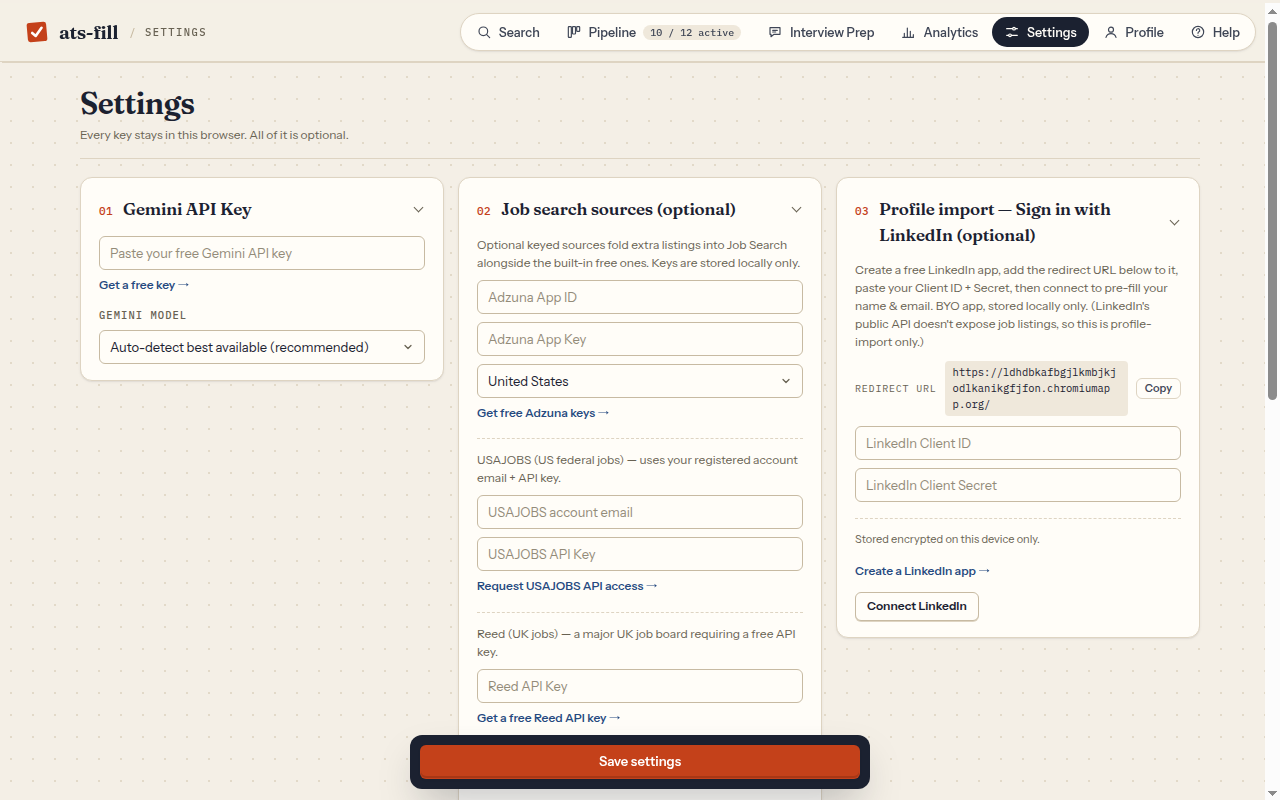 ats-fill / SETTINGS
Search
Pipeline 10 / 12 active
Interview Prep
Analytics
Settings
Profile
Help
Settings
Every key stays in this browser. All of it is optional.
01 Gemini API Key
Paste your free Gemini API key
Get a free key →
GEMINI MODEL
Auto-detect best available (recommended)
02 Job search sources (optional)
Optional keyed sources fold extra listings into Job Search
alongside the built-in free ones. Keys are stored locally only.
Adzuna App ID
Adzuna App Key
United States
Get free Adzuna keys →
USAJOBS (US federal jobs) — uses your registered account
email + API key.
USAJOBS account email
USAJOBS API Key
Request USAJOBS API access →
Reed (UK jobs) — a major UK job board requiring a free API
key.
Reed API Key
Get a free Reed API key →
03 Profile import — Sign in with
LinkedIn (optional)
Create a free LinkedIn app, add the redirect URL below to it,
paste your Client ID + Secret, then connect to pre-fill your
name & email. BYO app, stored locally only. (LinkedIn's
public API doesn't expose job listings, so this is profile-
import only.)
REDIRECT URL
https://ldhdbkafbgjlkmbjkj
odlkanikgfjfon.chromiumap
p.org/
Copy
LinkedIn Client ID
LinkedIn Client Secret
Stored encrypted on this device only.
Create a LinkedIn app →
Connect LinkedIn
Save settings